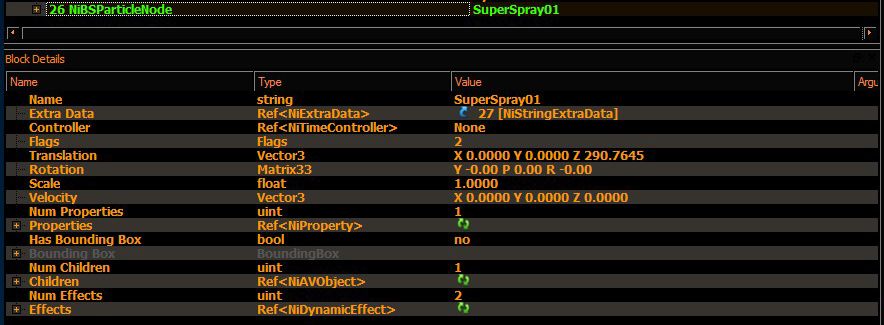 26 NiBSParticleNode SuperSpray01
Block Details
Name Type Value Argu
Name string SuperSpray01
Extra Data Ref<NiExtraData> 27 [NiStringExtraData]
Controller Ref<NiTimeController> None
Flags Flags 2
Translation Vector3 X 0.0000 Y 0.0000 Z 290.7645
Rotation Matrix33 Y -0.00 P 0.00 R -0.00
Scale float 1.0000
Velocity Vector3 X 0.0000 Y 0.0000 Z 0.0000
Num Properties uint 1
Properties Ref<NiProperty>
Has Bounding Box bool no
Bounding Box BoundingBox
Num Children uint 1
Children Ref<NiAVObject>
Num Effects uint 2
Effects Ref<NiDynamicEffect>